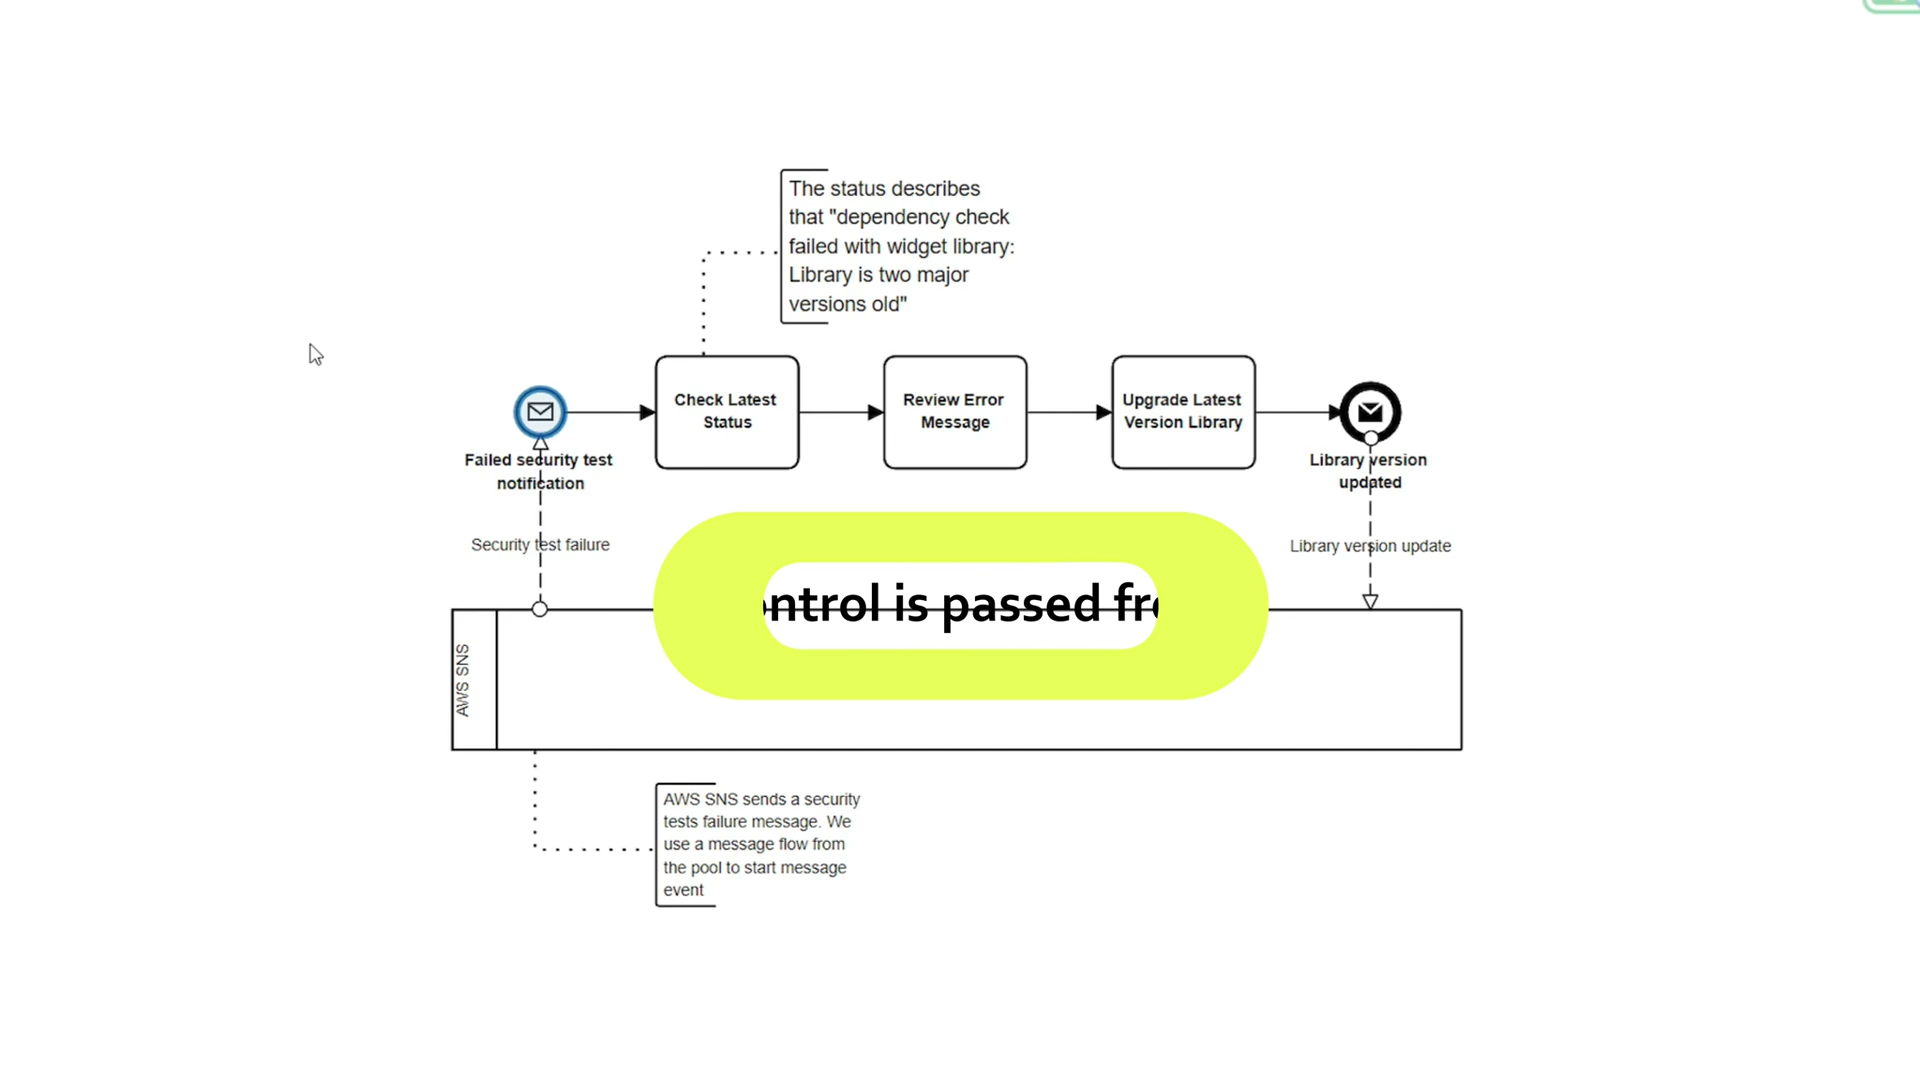 The status describes
that "dependency check
failed with widget library:
Library is two major
versions old"
Check Latest
Status
Review Error
Message
Upgrade Latest
Version Library
Failed security test
notification
Library version
updated
Security test failure
Library version update
ntrol is passed
AWS SNS
AWS SNS sends a security
tests failure message. We
use a message flow from
the pool to start message
event